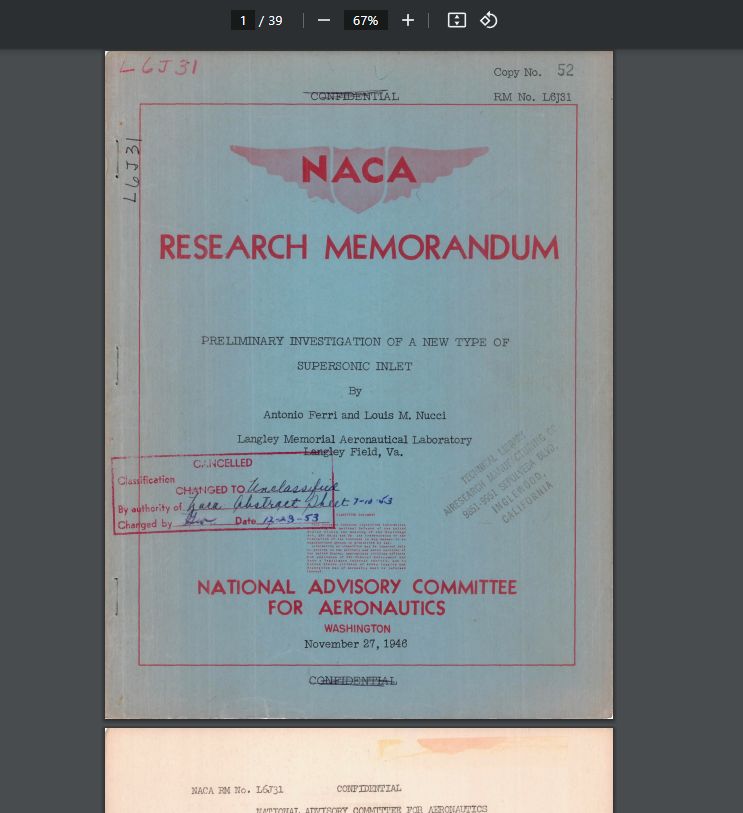 1 / 39
67%
L6J31
Copy No. 52
CONFIDENTIAL
RM No. L6J31
L6J31
NACA
RESEARCH MEMORANDUM
PRELIMINARY INVESTIGATION OF A NEW TYPE OF
SUPERSONIC INLET
By
Antonio Ferri and Louis M. Nucci
Langley Memorial Aeronautical Laboratory
Langley Field, Va.
TECHNICAL LIBRARY
AIRESEARCH MANUFACTURING CO
9851-9951 SEPULVEDA BLVD.
INGLEWOOD,
CALIFORNIA
CANCELLED
Classification
CHANGED TO Unclassified
By authority of Naca Abstract Sheet 7-10-53
Changed by Date 12-23-53
NATIONAL ADVISORY COMMITTEE
FOR AERONAUTICS
WASHINGTON
November 27, 1946
CONFIDENTIAL
NACA RM No. L6J31 CONFIDENTIAL
NATIONAL ADVISORY COMMITTEE FOR AERONAUTICS